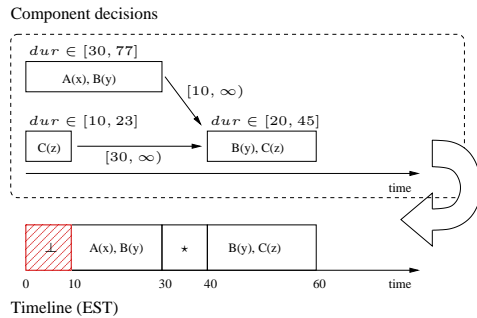 Component decisions
dur ∈ [30, 77]
A(x), B(y)
[10, ∞)
dur ∈ [10, 23]
dur ∈ [20, 45]
C(z)
[30, ∞)
B(y), C(z)
time
⊥
A(x), B(y)
⋆
B(y), C(z)
0
10
30
40
60
time
Timeline (EST)